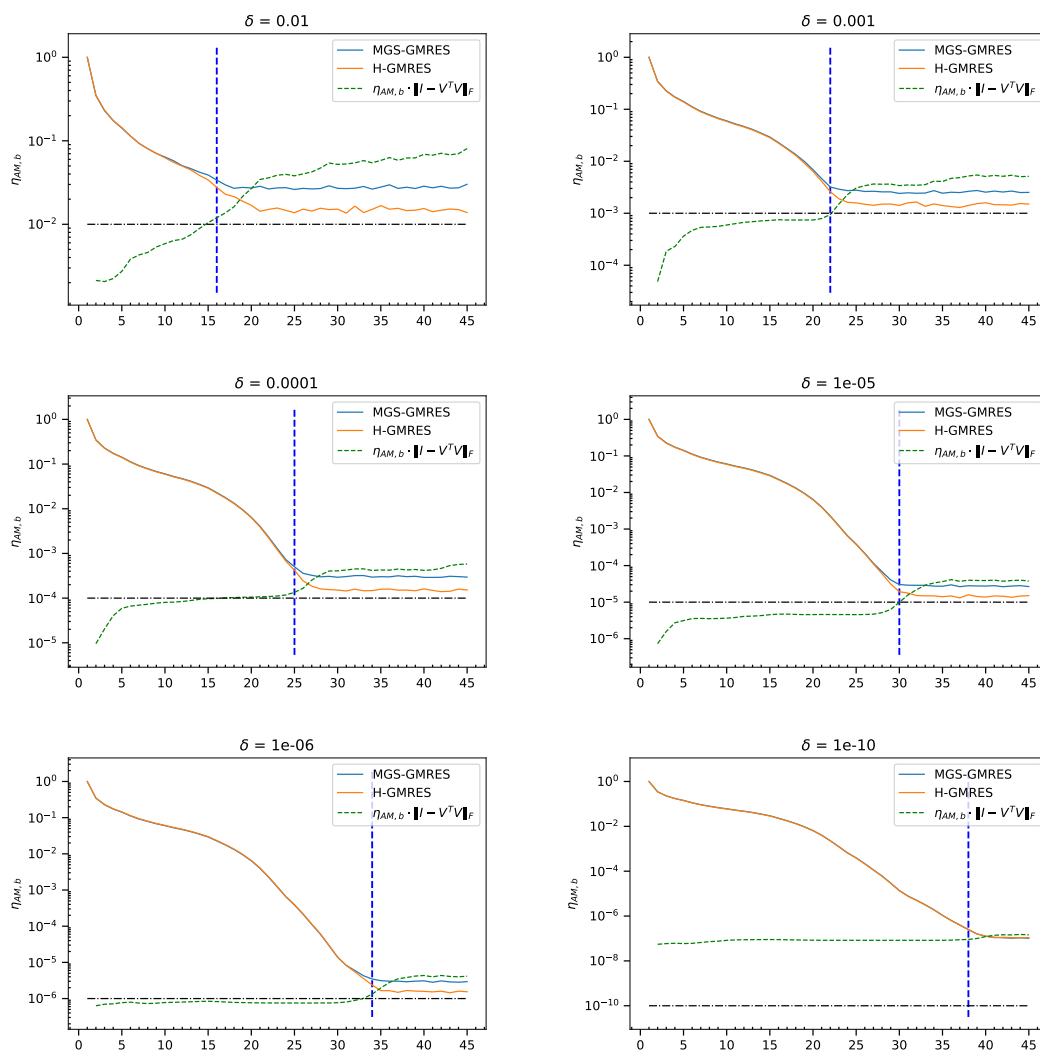 δ = 0.01
MGS-GMRES
H-GMRES
η_{AM, b} · ‖I − V^T V‖_F
η_{AM, b}
10^0
10^{-1}
10^{-2}
0 5 10 15 20 25 30 35 40 45
δ = 0.001
MGS-GMRES
H-GMRES
η_{AM, b} · ‖I − V^T V‖_F
η_{AM, b}
10^0
10^{-1}
10^{-2}
10^{-3}
10^{-4}
0 5 10 15 20 25 30 35 40 45
δ = 0.0001
MGS-GMRES
H-GMRES
η_{AM, b} · ‖I − V^T V‖_F
η_{AM, b}
10^0
10^{-1}
10^{-2}
10^{-3}
10^{-4}
10^{-5}
0 5 10 15 20 25 30 35 40 45
δ = 1e-05
MGS-GMRES
H-GMRES
η_{AM, b} · ‖I − V^T V‖_F
η_{AM, b}
10^0
10^{-1}
10^{-2}
10^{-3}
10^{-4}
10^{-5}
10^{-6}
0 5 10 15 20 25 30 35 40 45
δ = 1e-06
MGS-GMRES
H-GMRES
η_{AM, b} · ‖I − V^T V‖_F
η_{AM, b}
10^0
10^{-1}
10^{-2}
10^{-3}
10^{-4}
10^{-5}
10^{-6}
0 5 10 15 20 25 30 35 40 45
δ = 1e-10
MGS-GMRES
H-GMRES
η_{AM, b} · ‖I − V^T V‖_F
η_{AM, b}
10^0
10^{-2}
10^{-4}
10^{-6}
10^{-8}
10^{-10}
0 5 10 15 20 25 30 35 40 45